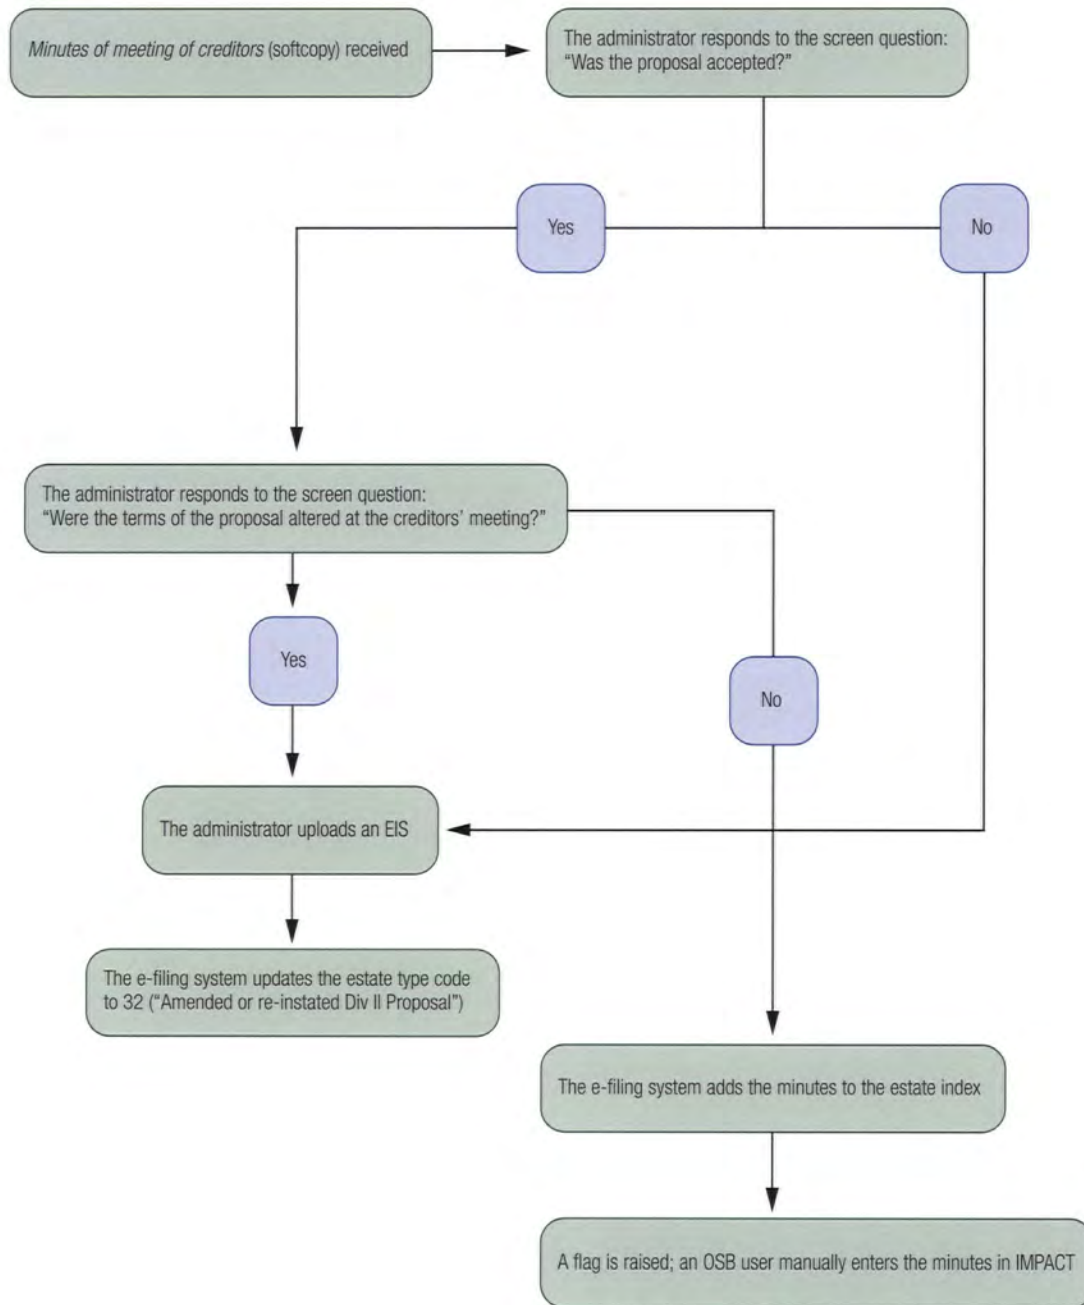 Minutes of meeting of creditors (softcopy) received
The administrator responds to the screen question:
“Was the proposal accepted?”
Yes
No
The administrator responds to the screen question:
“Were the terms of the proposal altered at the creditors’ meeting?”
Yes
No
The administrator uploads an EIS
The e-filing system updates the estate type code
to 32 (“Amended or re-instated Div II Proposal”)
The e-filing system adds the minutes to the estate index
A flag is raised; an OSB user manually enters the minutes in IMPACT